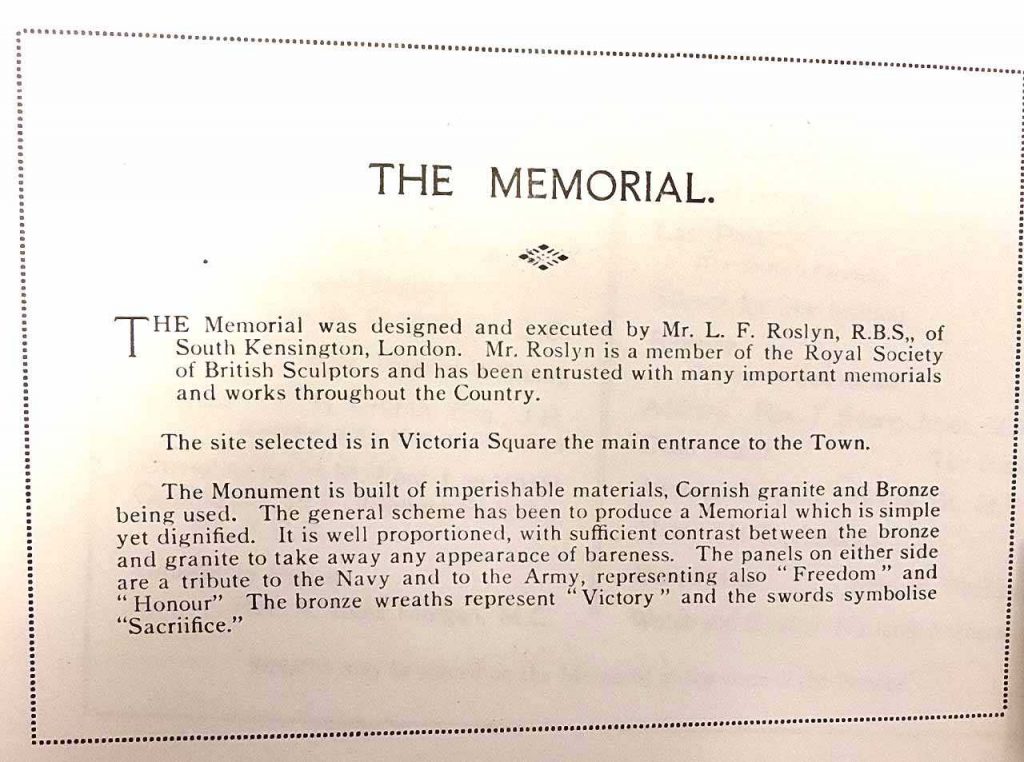 THE MEMORIAL.
THE Memorial was designed and executed by Mr. L. F. Roslyn, R.B.S,, of
South Kensington, London. Mr. Roslyn is a member of the Royal Society
of British Sculptors and has been entrusted with many important memorials
and works throughout the Country.
The site selected is in Victoria Square the main entrance to the Town.
The Monument is built of imperishable materials, Cornish granite and Bronze
being used. The general scheme has been to produce a Memorial which is simple
yet dignified. It is well proportioned, with sufficient contrast between the bronze
and granite to take away any appearance of bareness. The panels on either side
are a tribute to the Navy and to the Army, representing also "Freedom" and
"Honour" The bronze wreaths represent "Victory" and the swords symbolise
"Sacriifice."